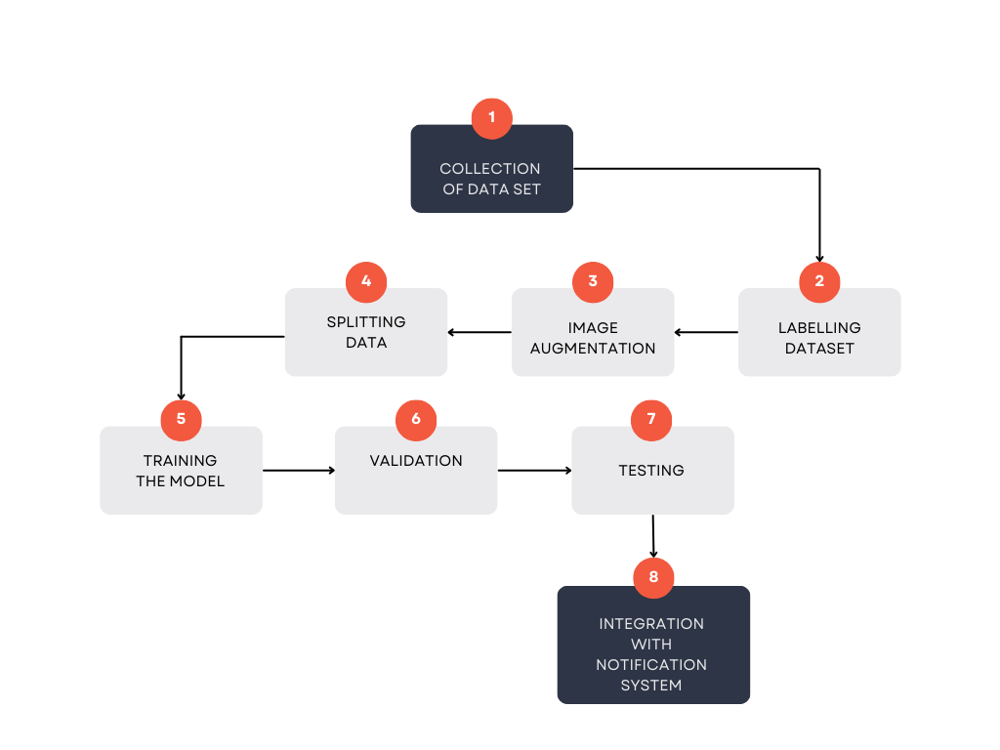 1
COLLECTION
OF DATA SET
2
LABELLING
DATASET
3
IMAGE
AUGMENTATION
4
SPLITTING
DATA
5
TRAINING
THE MODEL
6
VALIDATION
7
TESTING
8
INTEGRATION
WITH
NOTIFICATION
SYSTEM